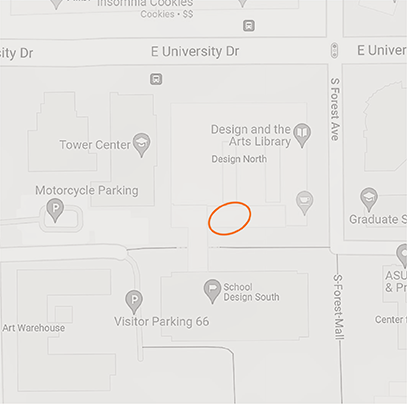 Insomnia Cookies
Cookies • $$
ity Dr
E University Dr
E Univer
S Forest Ave
Design and the
Arts Library
Tower Center
Design North
Motorcycle Parking
Graduate S
ASU
& P
School
Design South
S Forest Mall
Visitor Parking 66
Center
Art Warehouse
P
P